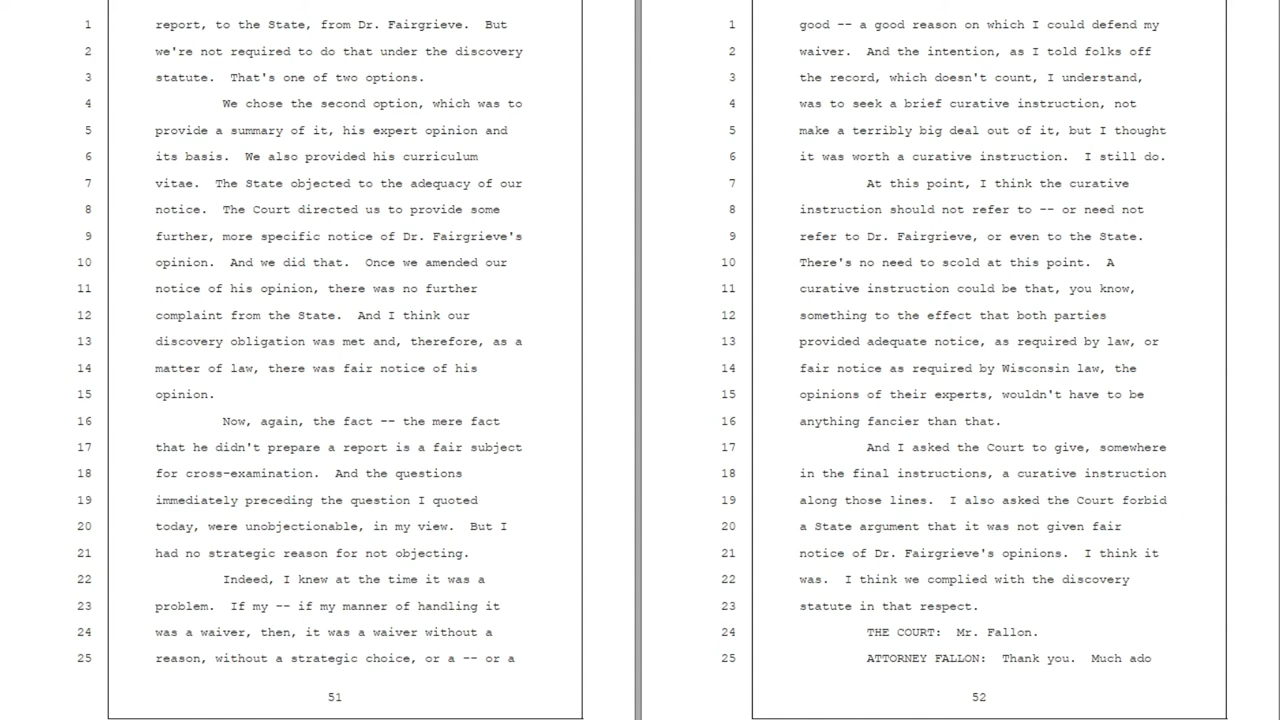 1 report, to the State, from Dr. Fairgrieve. But
2 we're not required to do that under the discovery
3 statute. That's one of two options.
4 We chose the second option, which was to
5 provide a summary of it, his expert opinion and
6 its basis. We also provided his curriculum
7 vitae. The State objected to the adequacy of our
8 notice. The Court directed us to provide some
9 further, more specific notice of Dr. Fairgrieve's
10 opinion. And we did that. Once we amended our
11 notice of his opinion, there was no further
12 complaint from the State. And I think our
13 discovery obligation was met and, therefore, as a
14 matter of law, there was fair notice of his
15 opinion.
16 Now, again, the fact -- the mere fact
17 that he didn't prepare a report is a fair subject
18 for cross-examination. And the questions
19 immediately preceding the question I quoted
20 today, were unobjectionable, in my view. But I
21 had no strategic reason for not objecting.
22 Indeed, I knew at the time it was a
23 problem. If my -- if my manner of handling it
24 was a waiver, then, it was a waiver without a
25 reason, without a strategic choice, or a -- or a
51
1 good -- a good reason on which I could defend my
2 waiver. And the intention, as I told folks off
3 the record, which doesn't count, I understand,
4 was to seek a brief curative instruction, not
5 make a terribly big deal out of it, but I thought
6 it was worth a curative instruction. I still do.
7 At this point, I think the curative
8 instruction should not refer to -- or need not
9 refer to Dr. Fairgrieve, or even to the State.
10 There's no need to scold at this point. A
11 curative instruction could be that, you know,
12 something to the effect that both parties
13 provided adequate notice, as required by law, or
14 fair notice as required by Wisconsin law, the
15 opinions of their experts, wouldn't have to be
16 anything fancier than that.
17 And I asked the Court to give, somewhere
18 in the final instructions, a curative instruction
19 along those lines. I also asked the Court forbid
20 a State argument that it was not given fair
21 notice of Dr. Fairgrieve's opinions. I think it
22 was. I think we complied with the discovery
23 statute in that respect.
24 THE COURT: Mr. Fallon.
25 ATTORNEY FALLON: Thank you. Much ado
52